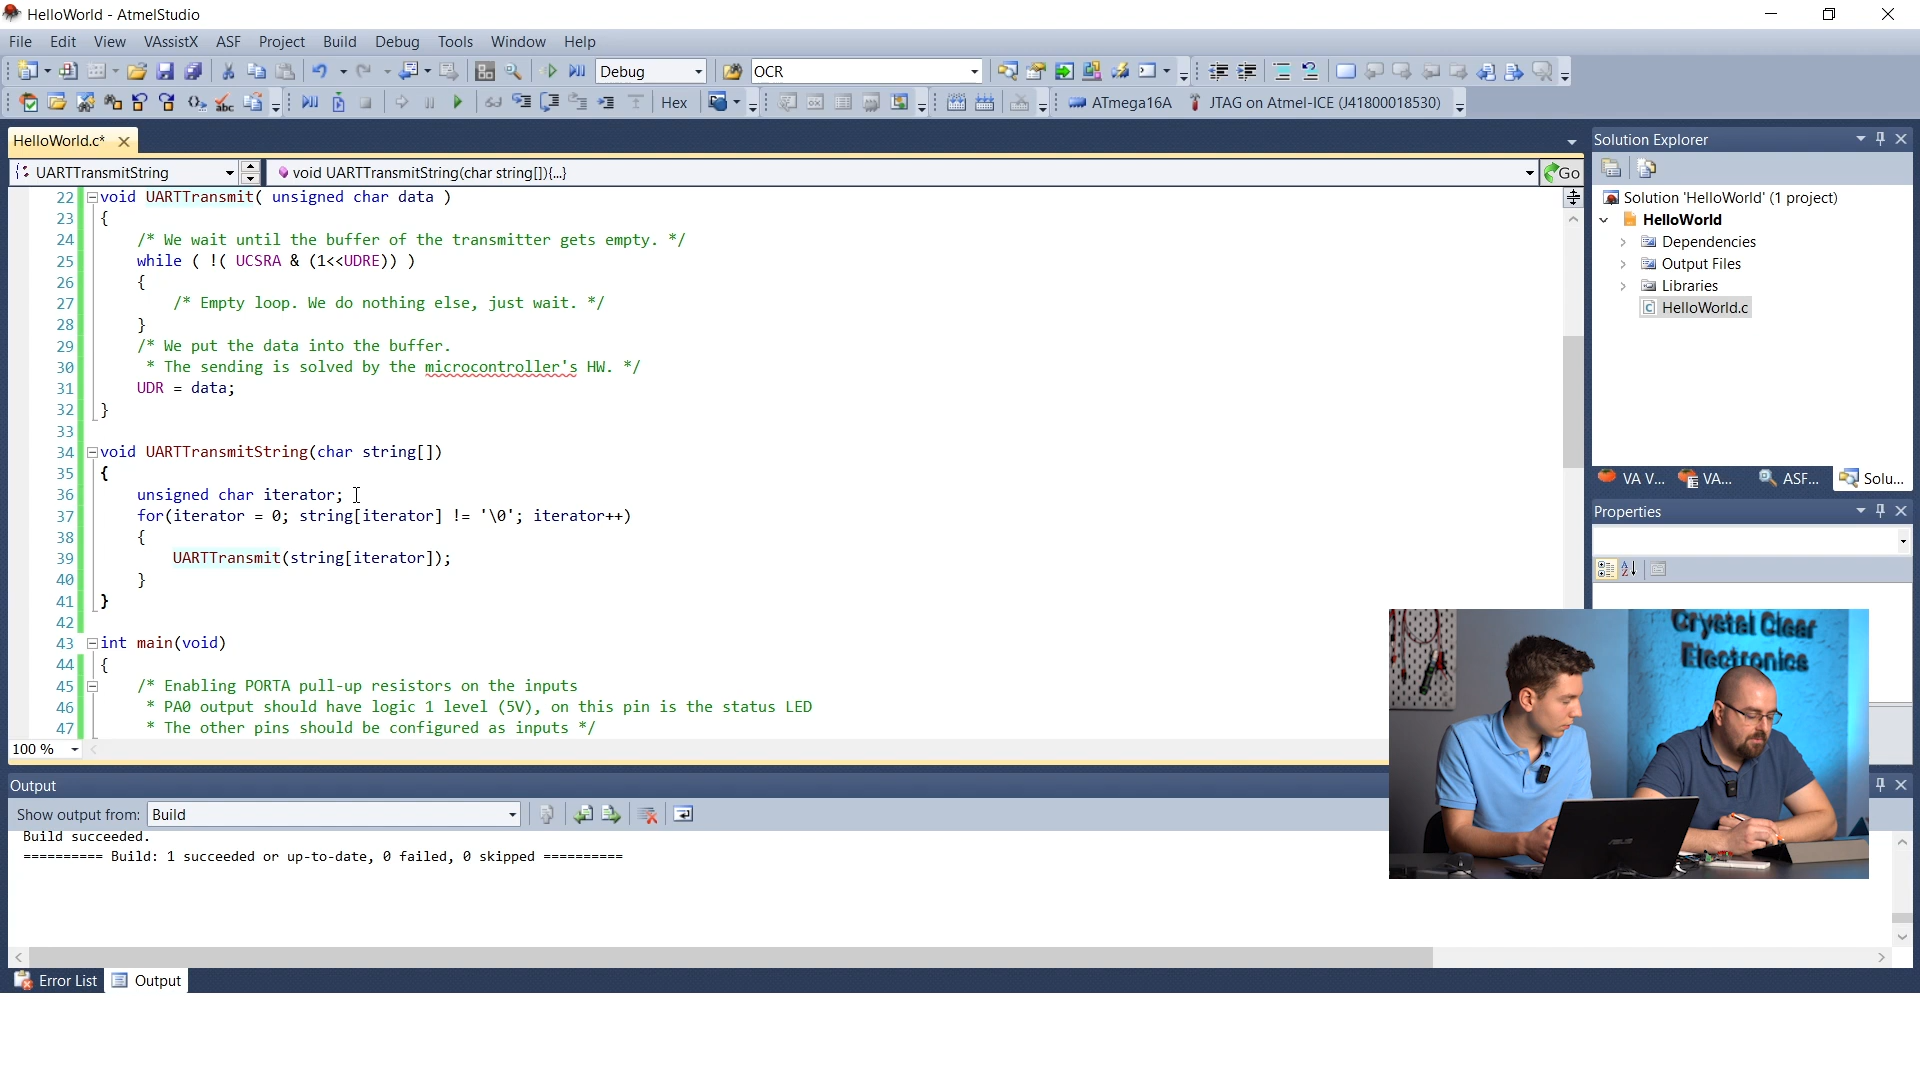 HelloWorld - AtmelStudio
File Edit View VAssistX ASF Project Build Debug Tools Window Help
Debug OCR
Hex ATmega16A JTAG on Atmel-ICE (J41800018530)
HelloWorld.c*
UARTTransmitString void UARTTransmitString(char string[]){...} Go
22 void UARTTransmit( unsigned char data )
23 {
24 /* We wait until the buffer of the transmitter gets empty. */
25 while ( !( UCSRA & (1<<UDRE)) )
26 {
27 /* Empty loop. We do nothing else, just wait. */
28 }
29 /* We put the data into the buffer.
30 * The sending is solved by the microcontroller's HW. */
31 UDR = data;
32 }
33
34 void UARTTransmitString(char string[])
35 {
36 unsigned char iterator;
37 for(iterator = 0; string[iterator] != '\0'; iterator++)
38 {
39 UARTTransmit(string[iterator]);
40 }
41 }
42
43 int main(void)
44 {
45 /* Enabling PORTA pull-up resistors on the inputs
46 * PA0 output should have logic 1 level (5V), on this pin is the status LED
47 * The other pins should be configured as inputs */
100 %
Solution Explorer
Solution 'HelloWorld' (1 project)
HelloWorld
Dependencies
Output Files
Libraries
HelloWorld.c
VA V... VA... ASF... Solu...
Properties
Crystal Clear
Electronics
ASUS
Output
Show output from: Build
Build succeeded.
========== Build: 1 succeeded or up-to-date, 0 failed, 0 skipped ==========
Error List Output